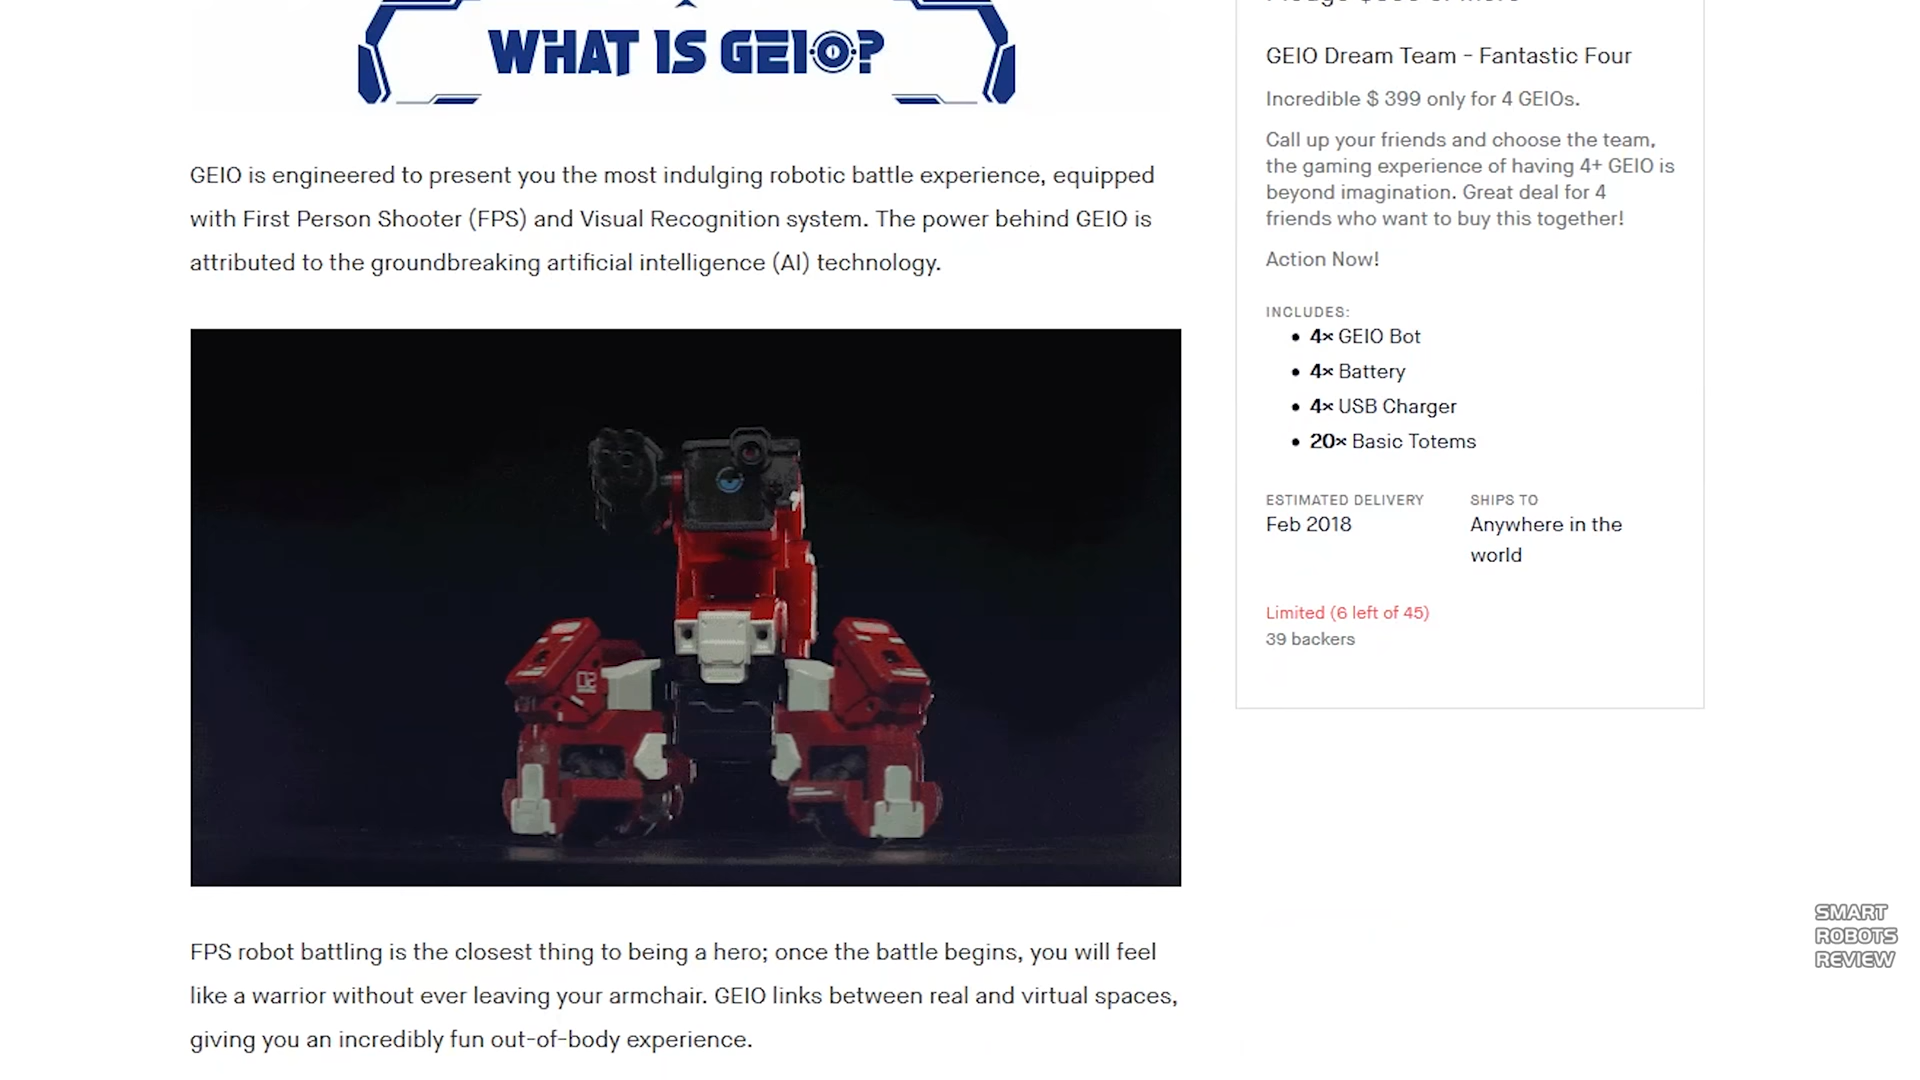 WHAT IS GEIO?
GEIO is engineered to present you the most indulging robotic battle experience, equipped
with First Person Shooter (FPS) and Visual Recognition system. The power behind GEIO is
attributed to the groundbreaking artificial intelligence (AI) technology.
02
FPS robot battling is the closest thing to being a hero; once the battle begins, you will feel
like a warrior without ever leaving your armchair. GEIO links between real and virtual spaces,
giving you an incredibly fun out-of-body experience.
GEIO Dream Team - Fantastic Four
Incredible $ 399 only for 4 GEIOs.
Call up your friends and choose the team,
the gaming experience of having 4+ GEIO is
beyond imagination. Great deal for 4
friends who want to buy this together!
Action Now!
INCLUDES:
• 4× GEIO Bot
• 4× Battery
• 4× USB Charger
• 20× Basic Totems
ESTIMATED DELIVERY
Feb 2018
SHIPS TO
Anywhere in the
world
Limited (6 left of 45)
39 backers
SMART
ROBOTS
REVIEW